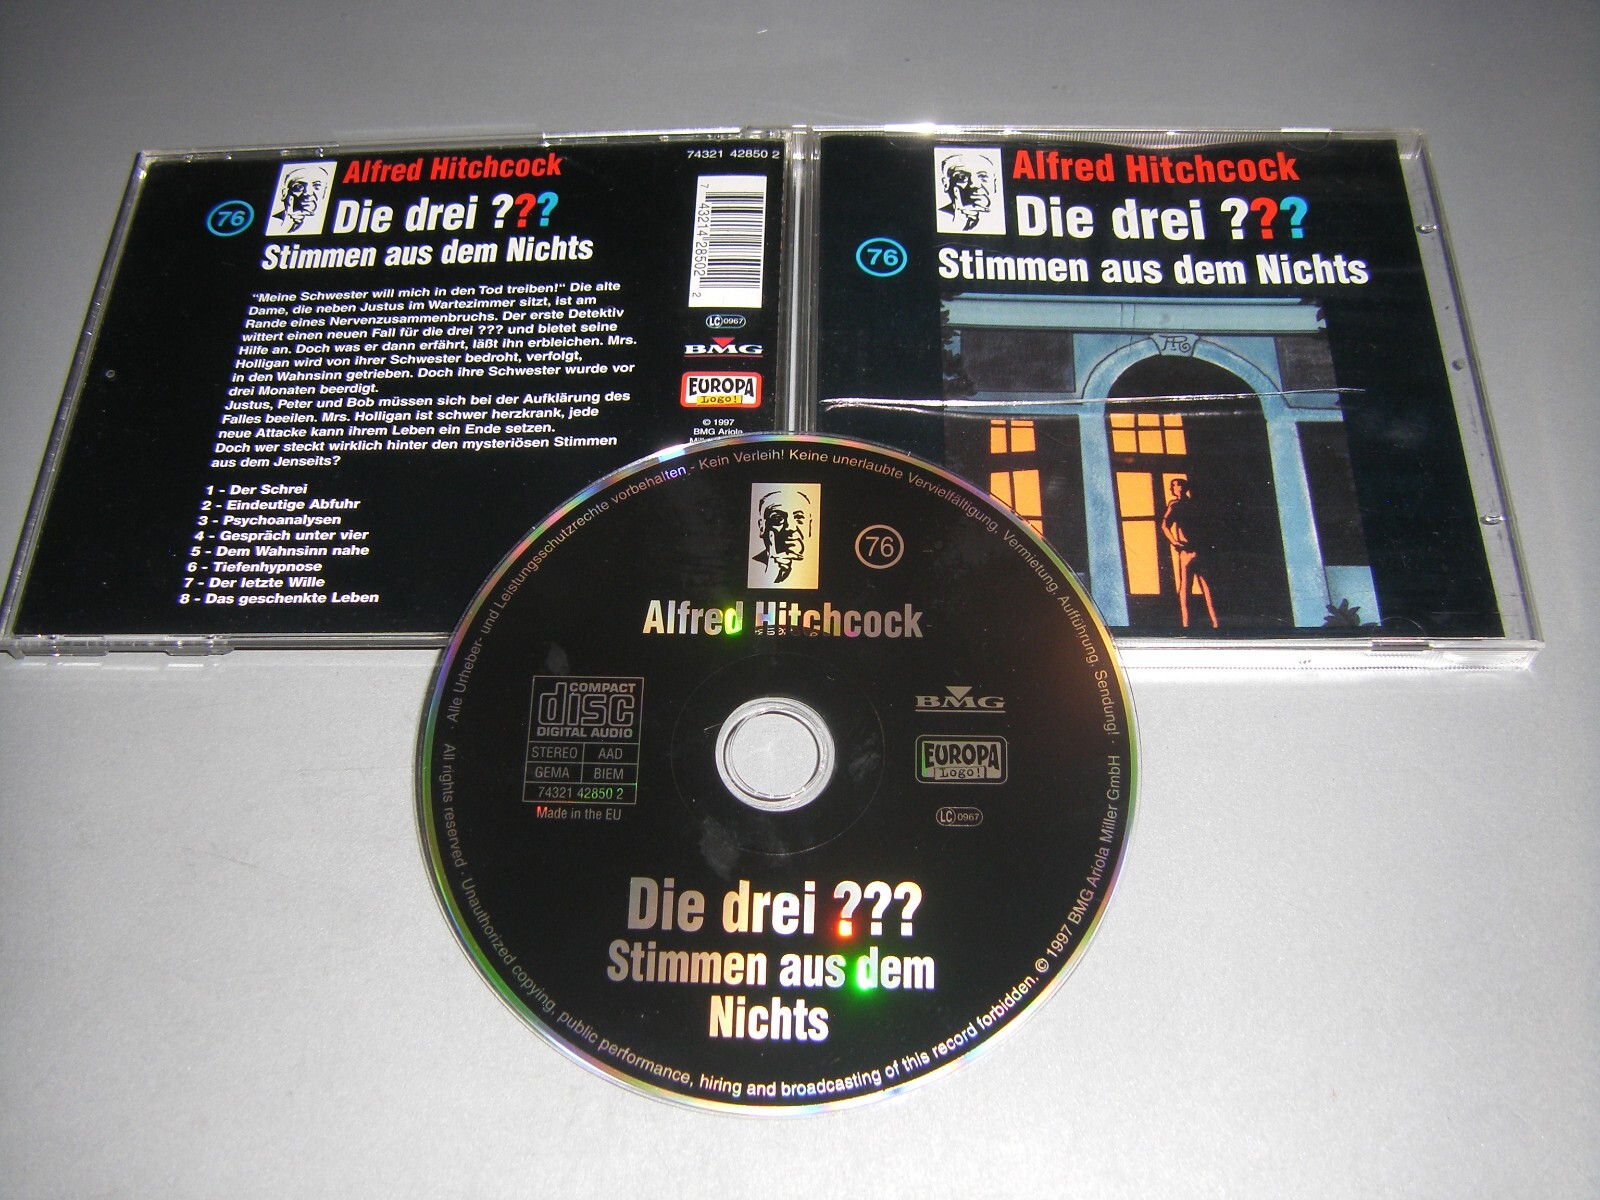 Alfred Hitchcock
76
Die drei ???
Stimmen aus dem Nichts
"Meine Schwester will mich in den Tod treiben!" Die alte
Dame, die neben Justus im Wartezimmer sitzt, ist am
Rande eines Nervenzusammenbruchs. Der erste Detektiv
wittert einen neuen Fall für die drei ??? und bietet seine
Hilfe an. Doch was er dann erfährt, läßt ihn erbleichen. Mrs.
Holligan wird von ihrer Schwester bedroht, verfolgt,
in den Wahnsinn getrieben. Doch ihre Schwester wurde vor
drei Monaten beerdigt.
Justus, Peter und Bob müssen sich bei der Aufklärung des
Falles beeilen. Mrs. Holligan ist schwer herzkrank, jede
neue Attacke kann ihrem Leben ein Ende setzen.
Doch wer steckt wirklich hinter den mysteriösen Stimmen
aus dem Jenseits?
1 - Der Schrei
2 - Eindeutige Abfuhr
3 - Psychoanalysen
4 - Gespräch unter vier
5 - Dem Wahnsinn nahe
6 - Tiefenhypnose
7 - Der letzte Wille
8 - Das geschenkte Leben
74321 42850 2
7 43214 28502 2
LC 0967
BMG
EUROPA
Logo!
© 1997
BMG Ariola
Alfred Hitchcock
Die drei ???
76
Stimmen aus dem Nichts
Alle Urheber- und Leistungsschutzrechte vorbehalten - Kein Verleih! Keine unerlaubte Vervielfältigung, Vermietung, Aufführung, Sendung!
76
Alfred Hitchcock
COMPACT
disc
DIGITAL AUDIO
STEREO AAD
GEMA BIEM
74321 42850 2
Made in the EU
BMG
EUROPA
Logo!
LC 0967
Die drei ???
Stimmen aus dem
Nichts
All rights reserved · Unauthorized copying, public performance, hiring and broadcasting of this record forbidden. © 1997 BMG Ariola Miller GmbH ·